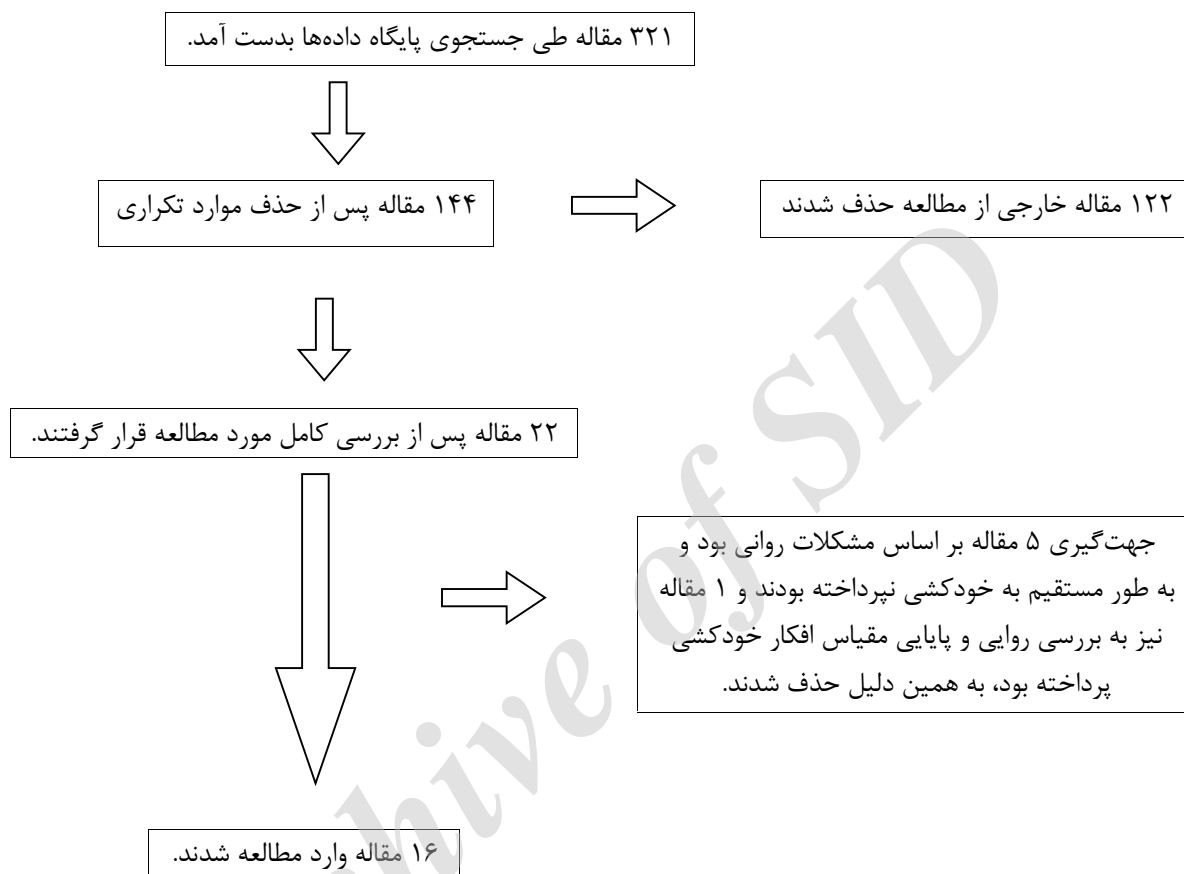 ۳۲۱ مقاله طی جستجوی پایگاه داده‌ها بدست آمد.
۱۴۴ مقاله پس از حذف موارد تکراری
۱۲۲ مقاله خارجی از مطالعه حذف شدند
۲۲ مقاله پس از بررسی کامل مورد مطالعه قرار گرفتند.
جهت‌گیری ۵ مقاله بر اساس مشکلات روانی بود و
به طور مستقیم به خودکشی نپرداخته بودند و ۱ مقاله
نیز به بررسی روایی و پایایی مقیاس افکار خودکشی
پرداخته بود، به همین دلیل حذف شدند.
۱۶ مقاله وارد مطالعه شدند.
hive of SID